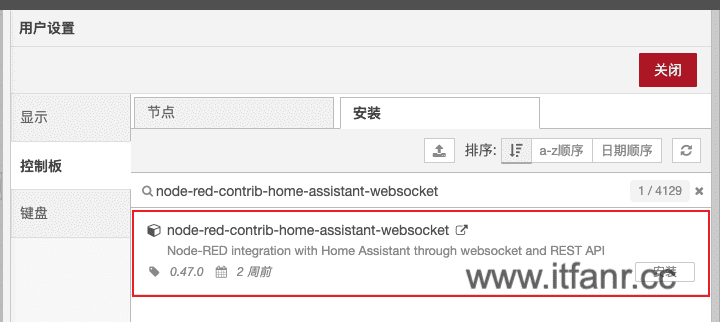 用户设置
关闭
显示
节点
安装
排序:
a-z顺序
日期顺序
控制板
node-red-contrib-home-assistant-websocket
1 / 4129
键盘
node-red-contrib-home-assistant-websocket
Node-RED integration with Home Assistant through websocket and REST API
0.47.0
2 周前
安装
www.itfanr.cc